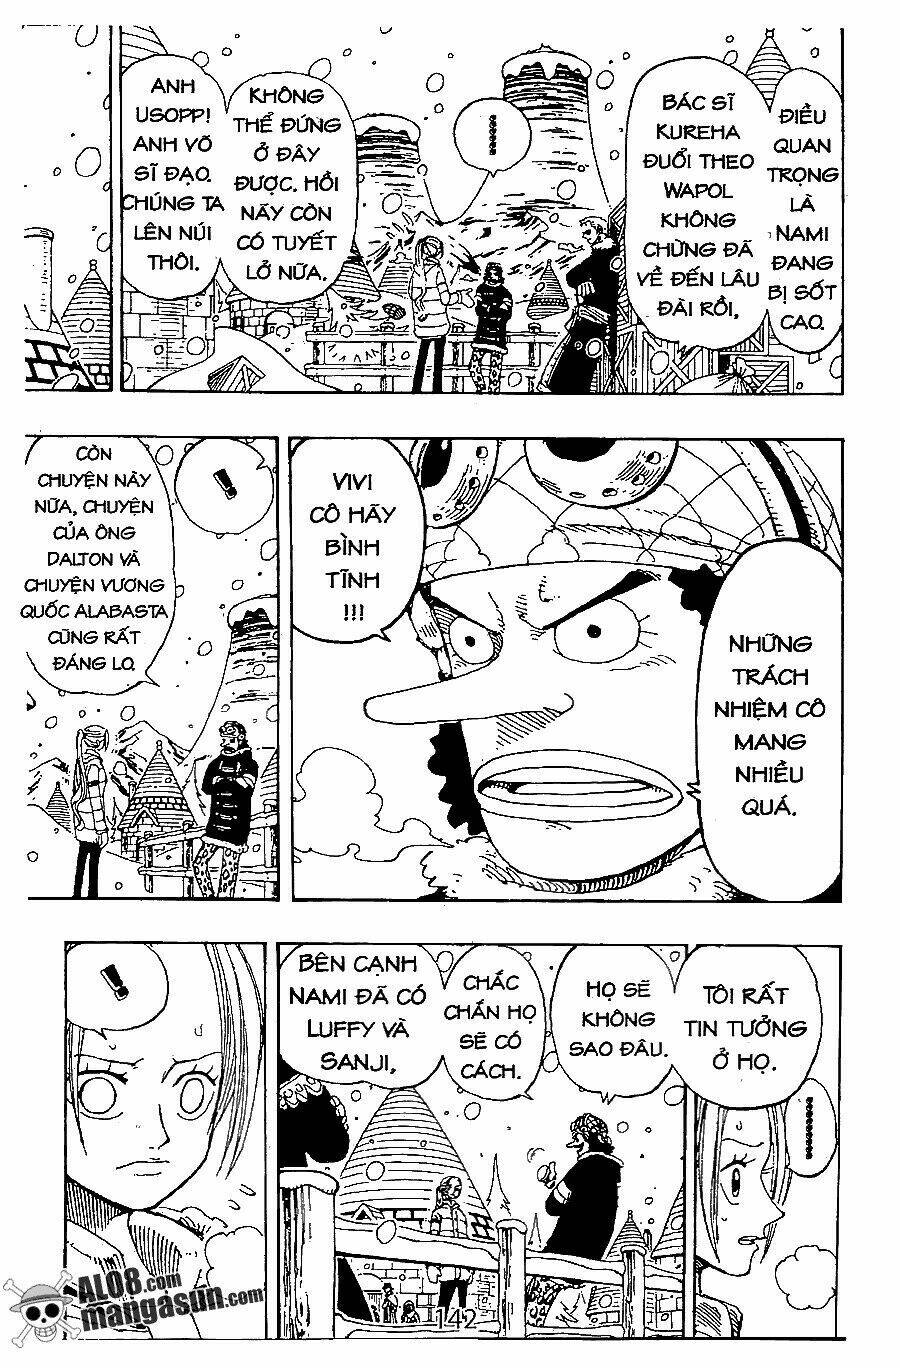 ANH
USOPP!
ANH VÕ
SĨ ĐẠO.
CHÚNG TA
LÊN NÚI
THÔI.
KHÔNG
THỂ ĐỨNG
Ở ĐÂY
ĐƯỢC. HỒI
NÃY CÒN
CÓ TUYẾT
LỞ NỮA.
BÁC SĨ
KUREHA
ĐUỔI THEO
WAPOL
KHÔNG
CHỪNG ĐÃ
VỀ ĐẾN LÂU
ĐÀI RỒI,
ĐIỀU
QUAN
TRỌNG
LÀ
NAMI
ĐANG
BỊ SỐT
CAO.
CÒN
CHUYỆN NÀY
NỮA, CHUYỆN
CỦA ÔNG
DALTON VÀ
CHUYỆN VƯƠNG
QUỐC ALABASTA
CŨNG RẤT
ĐÁNG LO.
!
VIVI
CÔ HÃY
BÌNH
TĨNH
!!!
NHỮNG
TRÁCH
NHIỆM CÔ
MANG
NHIỀU
QUÁ.
!
BÊN CẠNH
NAMI ĐÃ CÓ
LUFFY VÀ
SANJI,
CHẮC
CHẮN HỌ
SẼ CÓ
CÁCH.
HỌ SẼ
KHÔNG
SAO ĐÂU.
TÔI RẤT
TIN TƯỞNG
Ở HỌ.
ALO8.com
mangasun.com
142